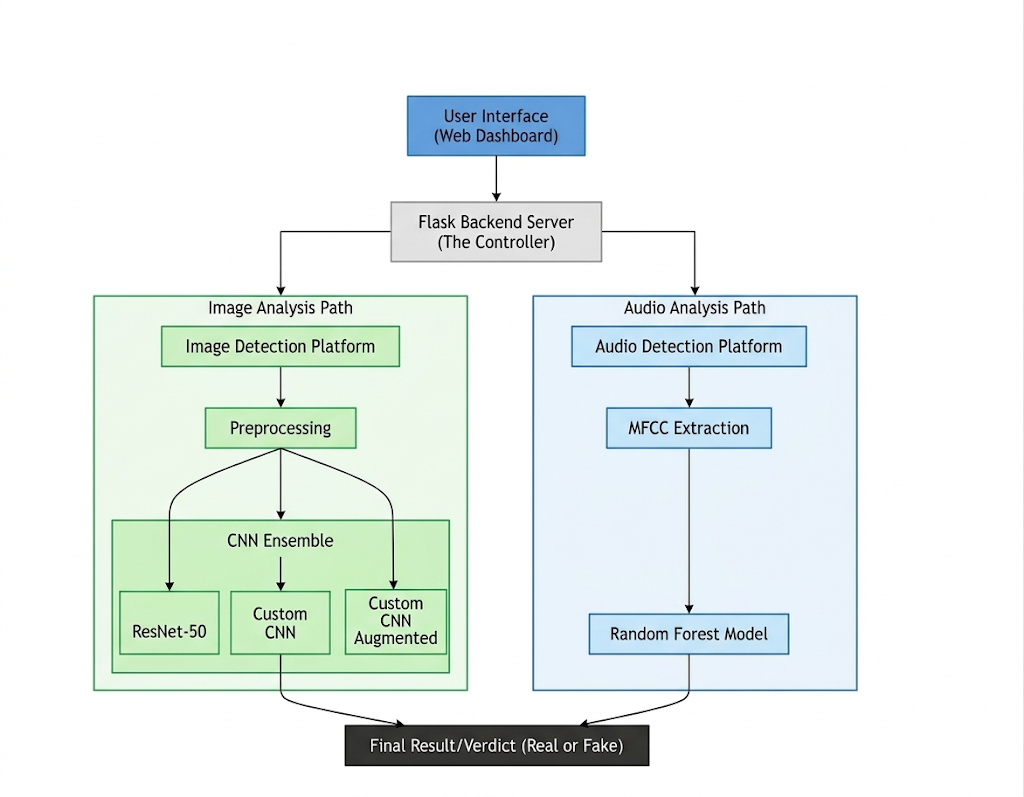 User Interface
(Web Dashboard)
Flask Backend Server
(The Controller)
Image Analysis Path
Image Detection Platform
Preprocessing
CNN Ensemble
ResNet-50
Custom
CNN
Custom
CNN
Augmented
Audio Analysis Path
Audio Detection Platform
MFCC Extraction
Random Forest Model
Final Result/Verdict (Real or Fake)